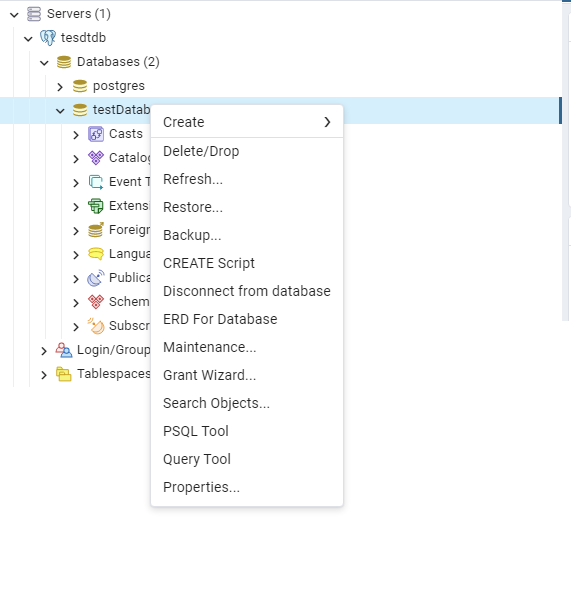 Servers (1)
tesdtdb
Databases (2)
postgres
testDatab
Casts
Catalog
Event T
Extens
Foreigr
Langua
Publica
Schem
Subscr
Login/Group
Tablespaces
Create
Delete/Drop
Refresh...
Restore...
Backup...
CREATE Script
Disconnect from database
ERD For Database
Maintenance...
Grant Wizard...
Search Objects...
PSQL Tool
Query Tool
Properties...